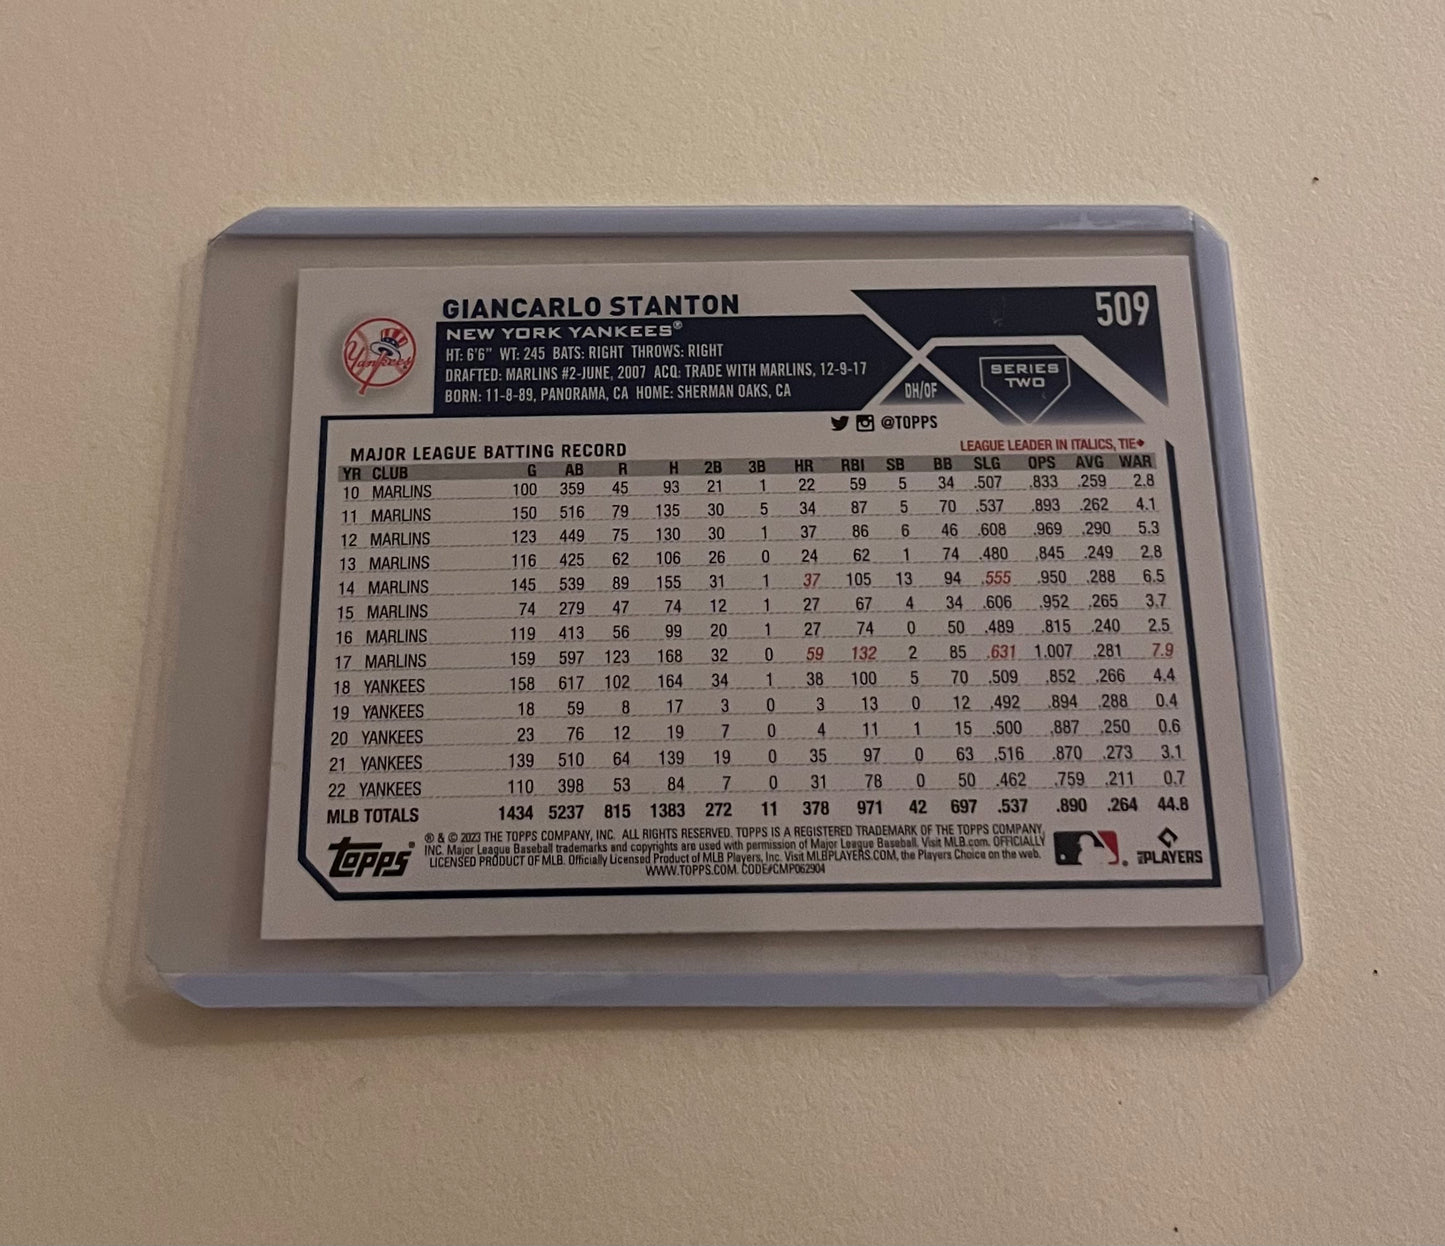 GIANCARLO STANTON
509
NEW YORK YANKEES®
HT: 6'6" WT: 245 BATS: RIGHT THROWS: RIGHT
DRAFTED: MARLINS #2-JUNE, 2007 ACQ: TRADE WITH MARLINS, 12-9-17
BORN: 11-8-89, PANORAMA, CA HOME: SHERMAN OAKS, CA
Yankees
DH/OF
SERIES
TWO
@TOPPS
MAJOR LEAGUE BATTING RECORD
LEAGUE LEADER IN ITALICS, TIE◆
YR CLUB G AB R H 2B 3B HR RBI SB BB SLG OPS AVG WAR
10 MARLINS 100 359 45 93 21 1 22 59 5 34 .507 .833 .259 2.8
11 MARLINS 150 516 79 135 30 5 34 87 5 70 .537 .893 .262 4.1
12 MARLINS 123 449 75 130 30 1 37 86 6 46 .608 .969 .290 5.3
13 MARLINS 116 425 62 106 26 0 24 62 1 74 .480 .845 .249 2.8
14 MARLINS 145 539 89 155 31 1 37 105 13 94 .555 .950 .288 6.5
15 MARLINS 74 279 47 74 12 1 27 67 4 34 .606 .952 .265 3.7
16 MARLINS 119 413 56 99 20 1 27 74 0 50 .489 .815 .240 2.5
17 MARLINS 159 597 123 168 32 0 59 132 2 85 .631 1.007 .281 7.9
18 YANKEES 158 617 102 164 34 1 38 100 5 70 .509 .852 .266 4.4
19 YANKEES 18 59 8 17 3 0 3 13 0 12 .492 .894 .288 0.4
20 YANKEES 23 76 12 19 7 0 4 11 1 15 .500 .887 .250 0.6
21 YANKEES 139 510 64 139 19 0 35 97 0 63 .516 .870 .273 3.1
22 YANKEES 110 398 53 84 7 0 31 78 0 50 .462 .759 .211 0.7
MLB TOTALS 1434 5237 815 1383 272 11 378 971 42 697 .537 .890 .264 44.8
® & © 2023 THE TOPPS COMPANY, INC. ALL RIGHTS RESERVED. TOPPS IS A REGISTERED TRADEMARK OF THE TOPPS COMPANY,
INC. Major League Baseball trademarks and copyrights are used with permission of Major League Baseball. Visit MLB.com. OFFICIALLY
LICENSED PRODUCT OF MLB. Officially Licensed Product of MLB Players, Inc. Visit MLBPLAYERS.COM, the Players Choice on the web.
WWW.TOPPS.COM. CODE#CMP062904
topps®
MLB PLAYERS